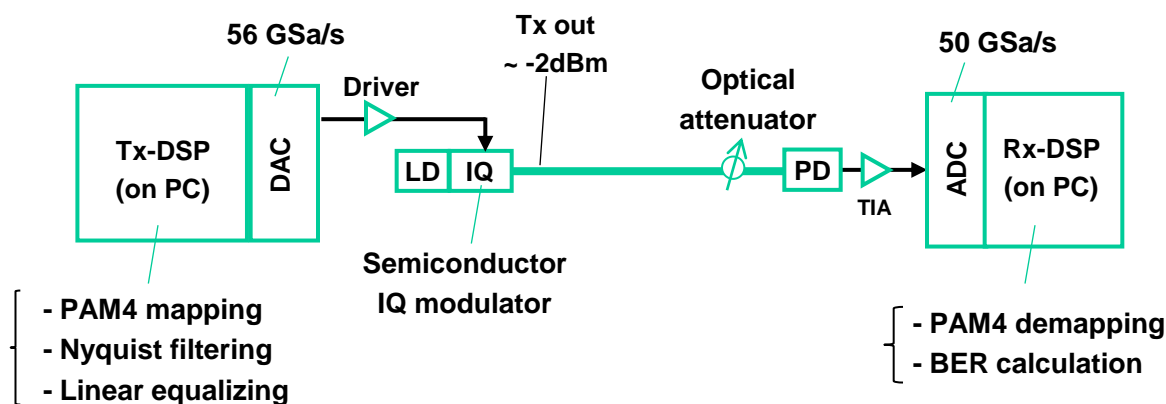 56 GSa/s
Tx out
~ -2dBm
50 GSa/s
Driver
Optical
attenuator
Tx-DSP
(on PC)
DAC
LD
IQ
PD
TIA
ADC
Rx-DSP
(on PC)
Semiconductor
IQ modulator
- PAM4 mapping
- Nyquist filtering
- Linear equalizing
- PAM4 demapping
- BER calculation